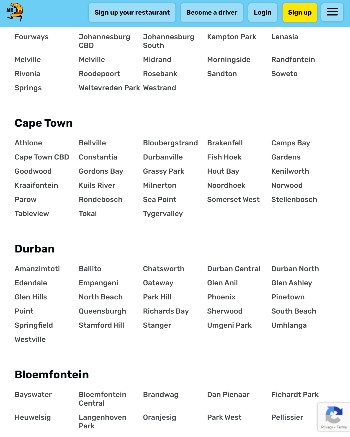 Sign up your restaurant Become a driver Login Sign up
Fourways Johannesburg CBD Johannesburg South Kempton Park Lenasia
Melville Melville Midrand Morningside Randfontein
Rivonia Roodepoort Rosebank Sandton Soweto
Springs Weltevreden Park Westrand
Cape Town
Athlone Bellville Bloubergstrand Brakenfell Camps Bay
Cape Town CBD Constantia Durbanville Fish Hoek Gardens
Goodwood Gordons Bay Grassy Park Hout Bay Kenilworth
Kraaifontein Kuils River Milnerton Noordhoek Norwood
Parow Rondebosch Sea Point Somerset West Stellenbosch
Tableview Tokai Tygervalley
Durban
Amanzimtoti Ballito Chatsworth Durban Central Durban North
Edendale Empangeni Gateway Glen Anil Glen Ashley
Glen Hills North Beach Park Hill Phoenix Pinetown
Point Queensburgh Richards Bay Sherwood South Beach
Springfield Stamford Hill Stanger Umgeni Park Umhlanga
Westville
Bloemfontein
Bayswater Bloemfontein Central Brandwag Dan Pienaar Fichardt Park
Heuwelsig Langenhoven Park Oranjesig Park West Pellissier
Privacy - Terms